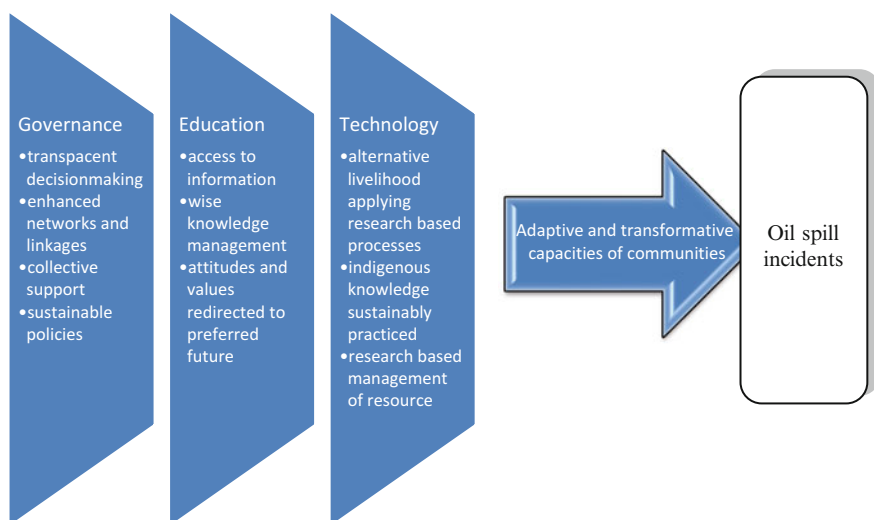 Governance
•transpacent
decisionmaking
•enhanced
networks and
linkages
•collective
support
•sustainable
policies
Education
•access to
information
•wise
knowledge
management
•attitudes and
values
redirected to
preferred
future
Technology
•alternative
livelihood
applying
research based
processes
•indigenous
knowledge
sustainably
practiced
•research based
management
of resource
Adaptive and transformative
capacities of communities
Oil spill
incidents